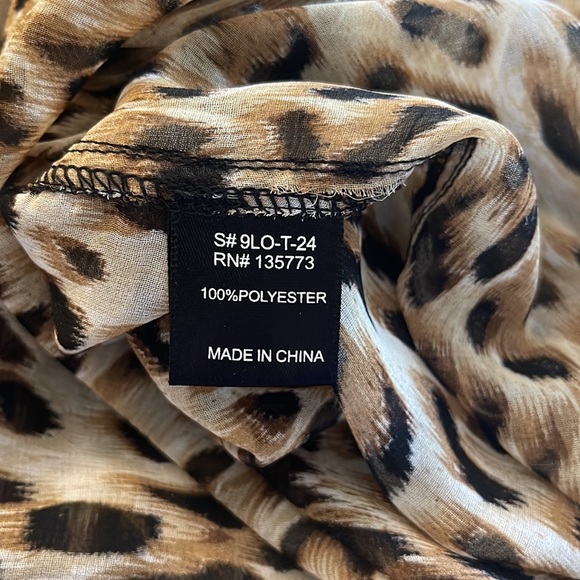 S# 9LO-T-24
RN# 135773
100%POLYESTER
MADE IN CHINA